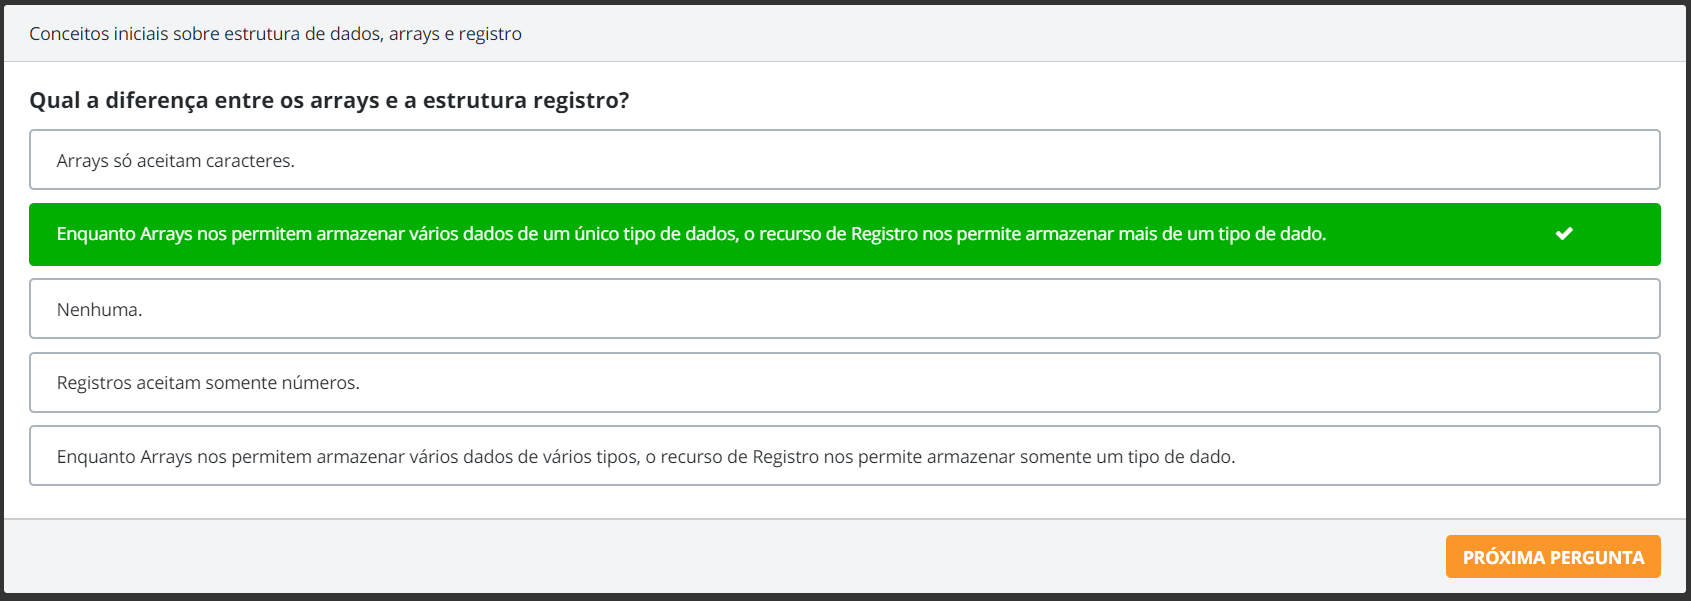 Conceitos iniciais sobre estrutura de dados, arrays e registro
Qual a diferença entre os arrays e a estrutura registro?
Arrays só aceitam caracteres.
Enquanto Arrays nos permitem armazenar vários dados de um único tipo de dados, o recurso de Registro nos permite armazenar mais de um tipo de dado.
Nenhuma.
Registros aceitam somente números.
Enquanto Arrays nos permitem armazenar vários dados de vários tipos, o recurso de Registro nos permite armazenar somente um tipo de dado.
PRÓXIMA PERGUNTA